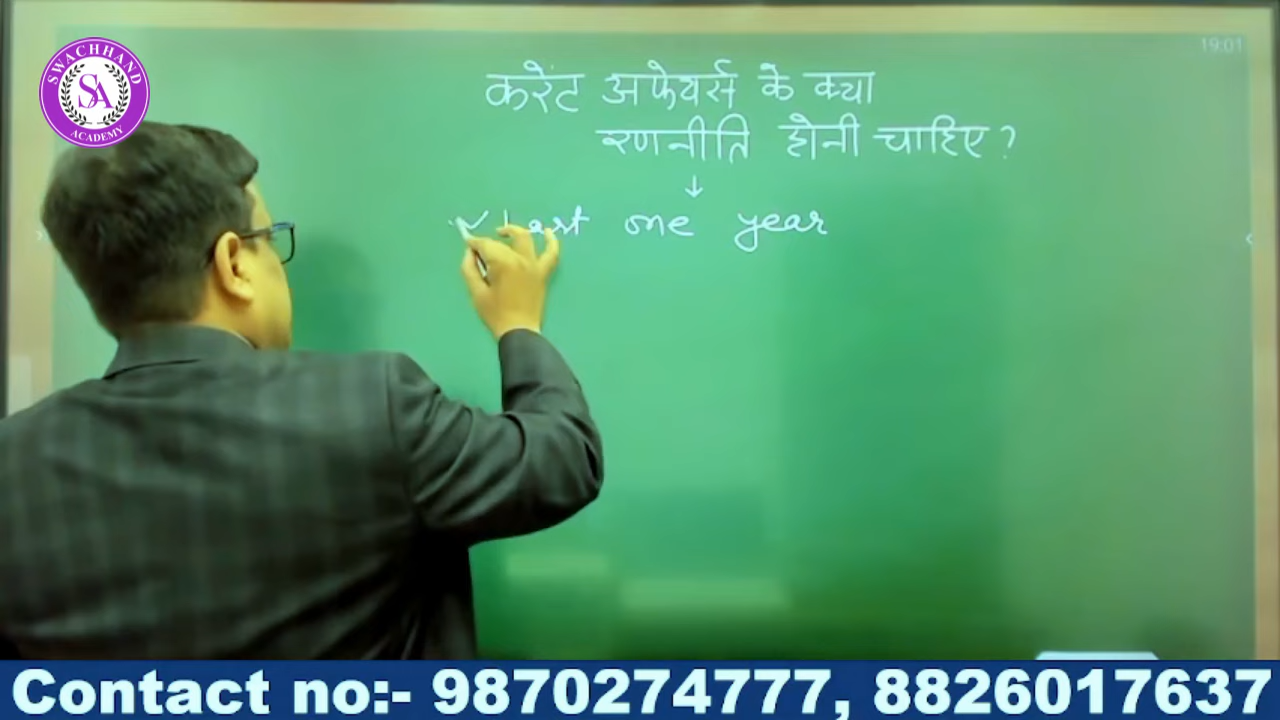 SWACHHAND
SA
ACADEMY
19:01
करेंट अफेयर्स के क्या
रणनीति होनी चाहिए ?
↓
✓ Last one year
Contact no:- 9870274777, 8826017637